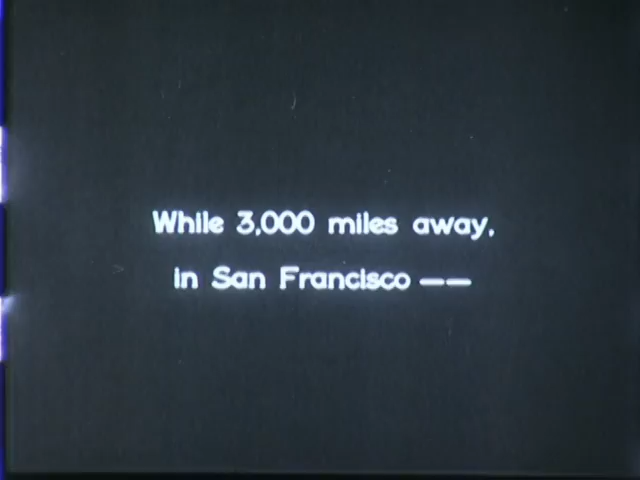 While 3,000 miles away,
in San Francisco ——